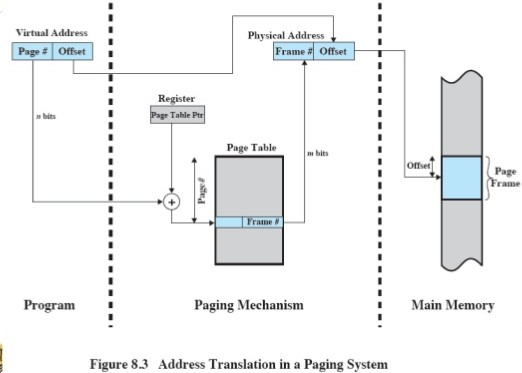 Virtual Address
Page # Offset
Physical Address
Frame # Offset
n bits
Register
Page Table Ptr
Page Table
m bits
Page#
+
Frame #
Offset
Page
Frame
Program
Paging Mechanism
Main Memory
Figure 8.3 Address Translation in a Paging System